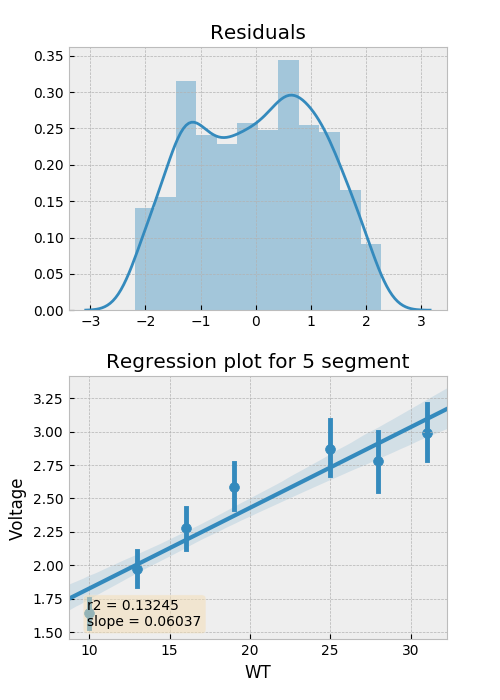 Residuals
0.35
0.30
0.25
0.20
0.15
0.10
0.05
0.00
−3 −2 −1 0 1 2 3
Regression plot for 5 segment
3.25
3.00
2.75
2.50
2.25
2.00
1.75
1.50
Voltage
r2 = 0.13245
slope = 0.06037
10 15 20 25 30
WT